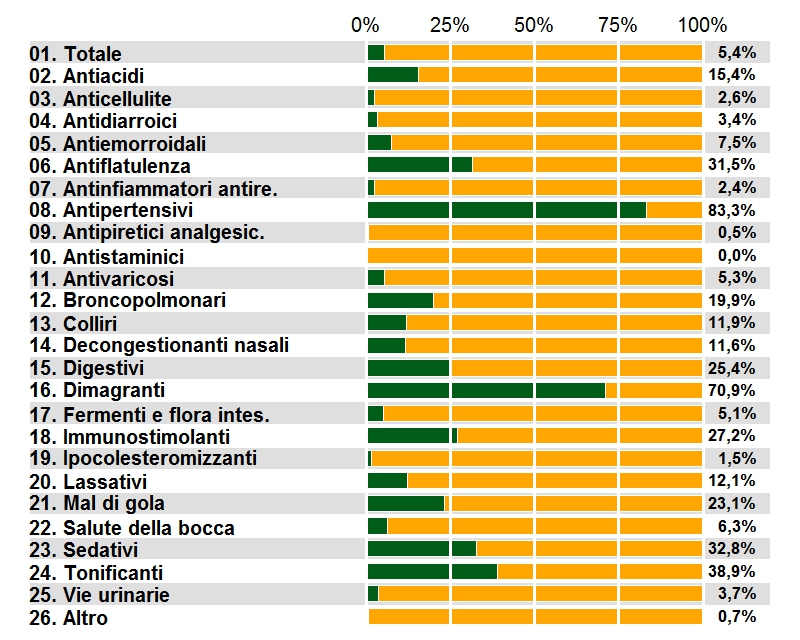 0% 25% 50% 75% 100%
01. Totale 5,4%
02. Antiacidi 15,4%
03. Anticellulite 2,6%
04. Antidiarroici 3,4%
05. Antiemorroidali 7,5%
06. Antiflatulenza 31,5%
07. Antinfiammatori antire. 2,4%
08. Antipertensivi 83,3%
09. Antipiretici analgesic. 0,5%
10. Antistaminici 0,0%
11. Antivaricosi 5,3%
12. Broncopolmonari 19,9%
13. Colliri 11,9%
14. Decongestionanti nasali 11,6%
15. Digestivi 25,4%
16. Dimagranti 70,9%
17. Fermenti e flora intes. 5,1%
18. Immunostimolanti 27,2%
19. Ipocolesteromizzanti 1,5%
20. Lassativi 12,1%
21. Mal di gola 23,1%
22. Salute della bocca 6,3%
23. Sedativi 32,8%
24. Tonificanti 38,9%
25. Vie urinarie 3,7%
26. Altro 0,7%